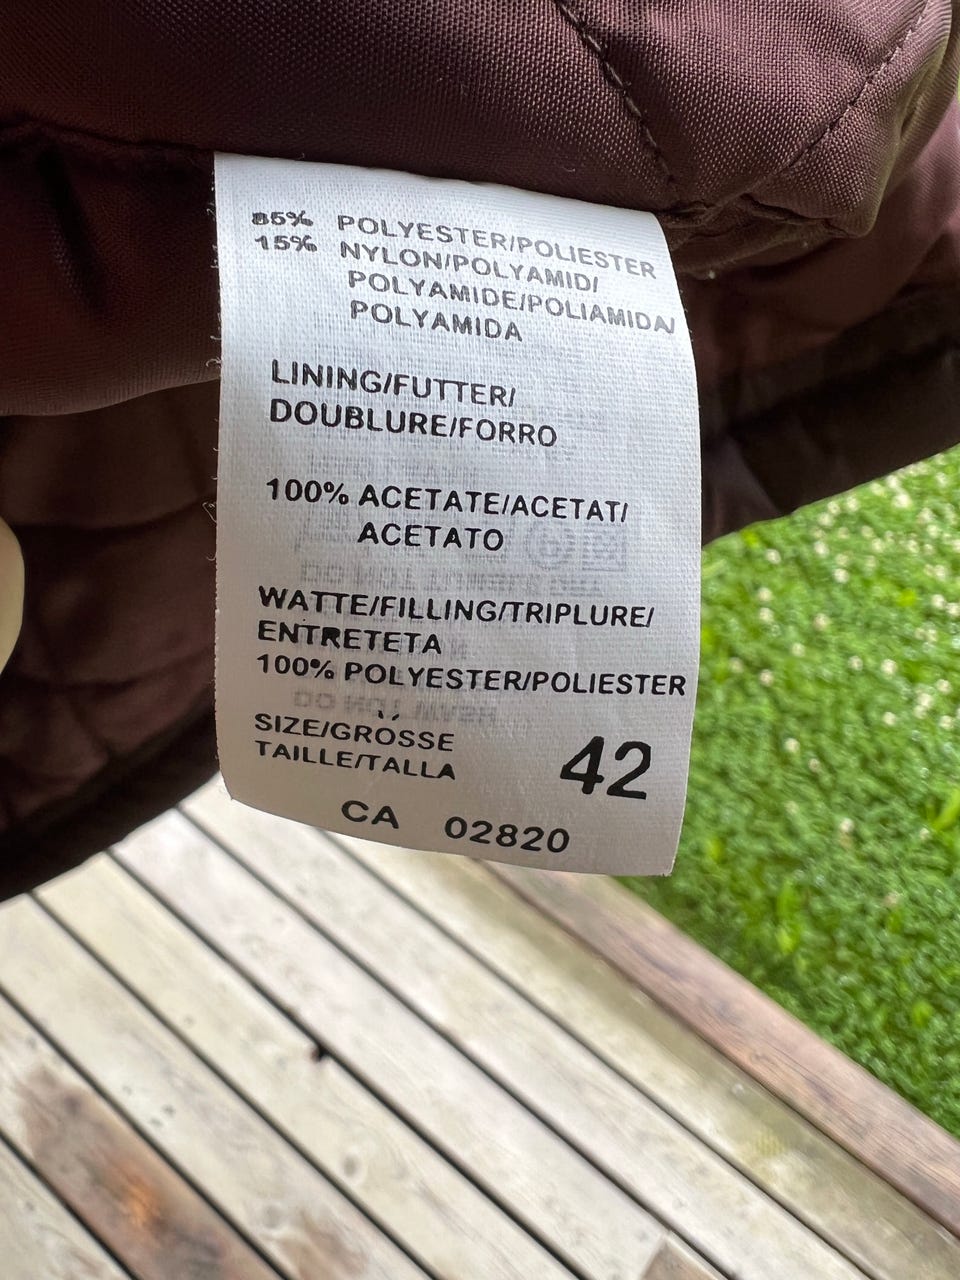 85% POLYESTER/POLIESTER
15% NYLON/POLYAMID/
POLYAMIDE/POLIAMIDA/
POLYAMIDA
LINING/FUTTER/
DOUBLURE/FORRO
100% ACETATE/ACETAT/
ACETATO
WATTE/FILLING/TRIPLURE/
ENTRETETA
100% POLYESTER/POLIESTER
SIZE/GRÖSSE
TAILLE/TALLA 42
CA 02820